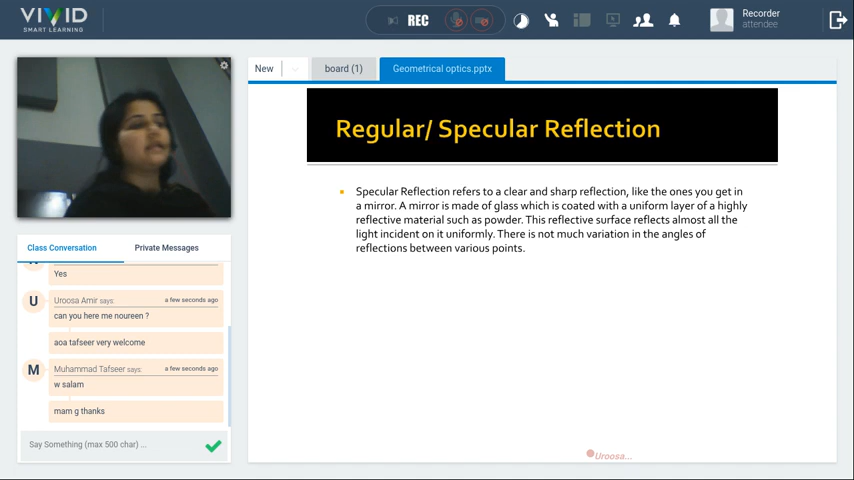 VIVID
SMART LEARNING
REC
Recorder
attendee
New
board (1)
Geometrical optics.pptx
Regular/ Specular Reflection
Specular Reflection refers to a clear and sharp reflection, like the ones you get in
a mirror. A mirror is made of glass which is coated with a uniform layer of a highly
reflective material such as powder. This reflective surface reflects almost all the
light incident on it uniformly. There is not much variation in the angles of
reflections between various points.
Uroosa...
Class Conversation
Private Messages
Yes
U
Uroosa Amir says:
a few seconds ago
can you here me noureen ?
aoa tafseer very welcome
M
Muhammad Tafseer says:
a few seconds ago
w salam
mam g thanks
Say Something (max 500 char) ...